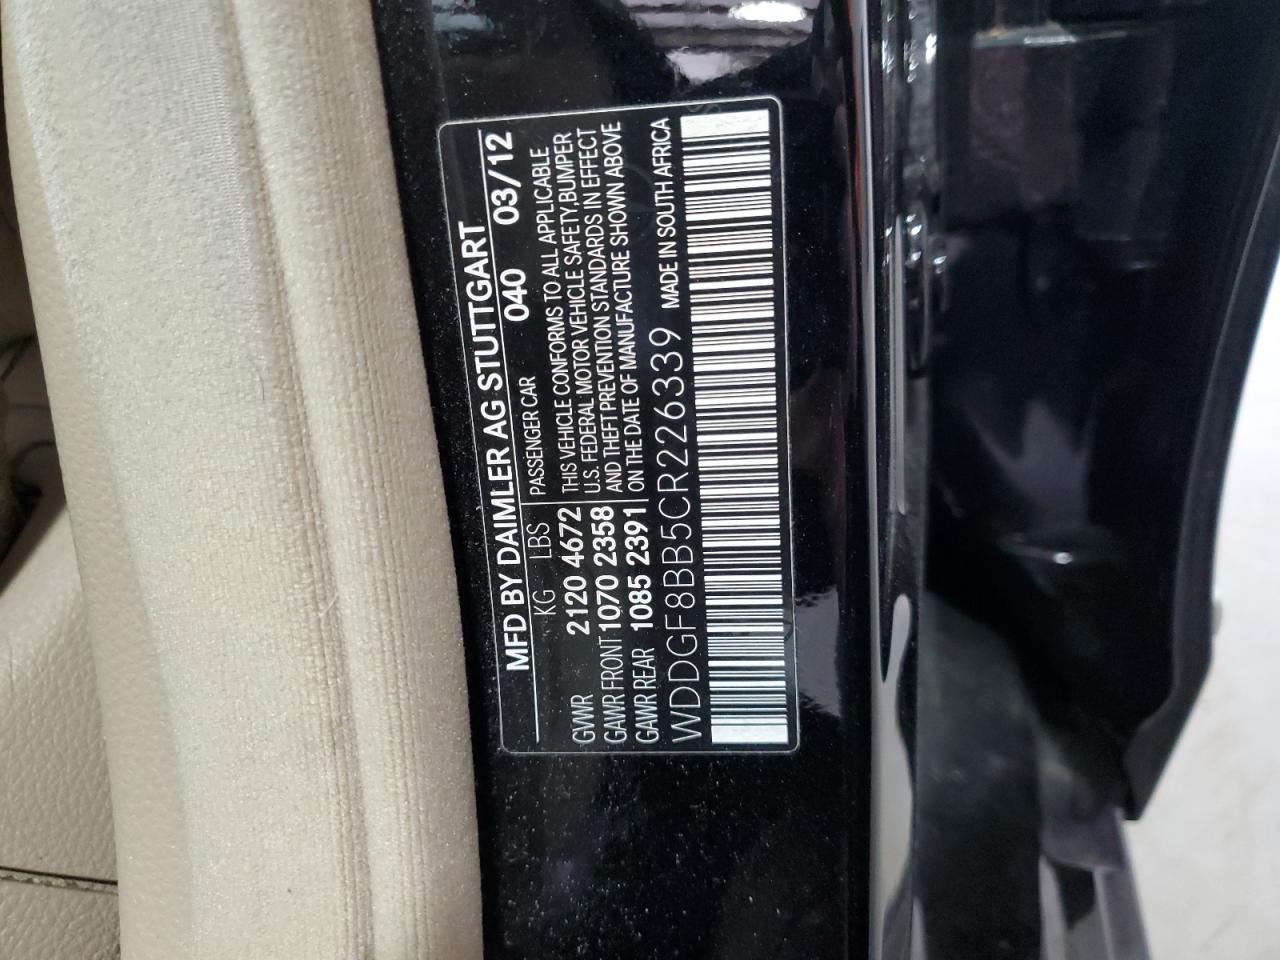 MFD BY DAIMLER AG STUTTGART
KG LBS PASSENGER CAR 040 03/12
GVWR 2120 4672 THIS VEHICLE CONFORMS TO ALL APPLICABLE
U.S. FEDERAL MOTOR VEHICLE SAFETY,BUMPER
GAWR FRONT 1070 2358 AND THEFT PREVENTION STANDARDS IN EFFECT
GAWR REAR 1085 2391 ON THE DATE OF MANUFACTURE SHOWN ABOVE
WDDGF8BB5CR226339 MADE IN SOUTH AFRICA